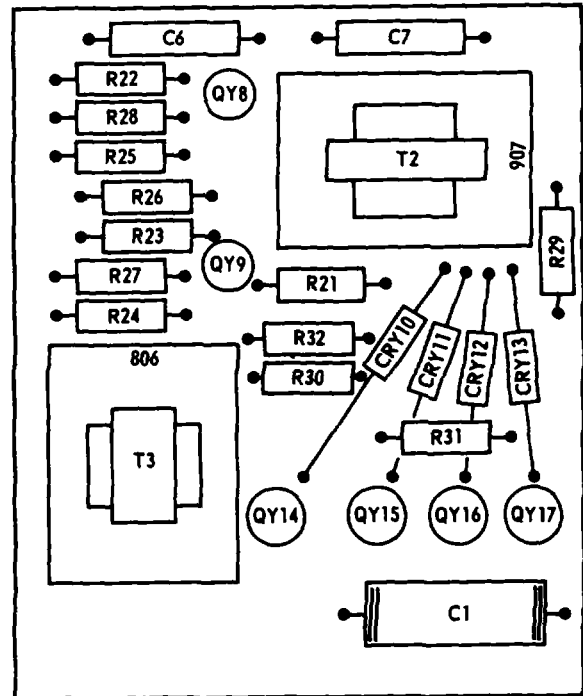 C6
C7
R22
QY8
R28
R25
T2
907
R26
R23
R29
QY9
R27
R21
R24
CRY10
CRY11
CRY12
CRY13
R32
806
R30
R31
T3
QY14
QY15
QY16
QY17
C1